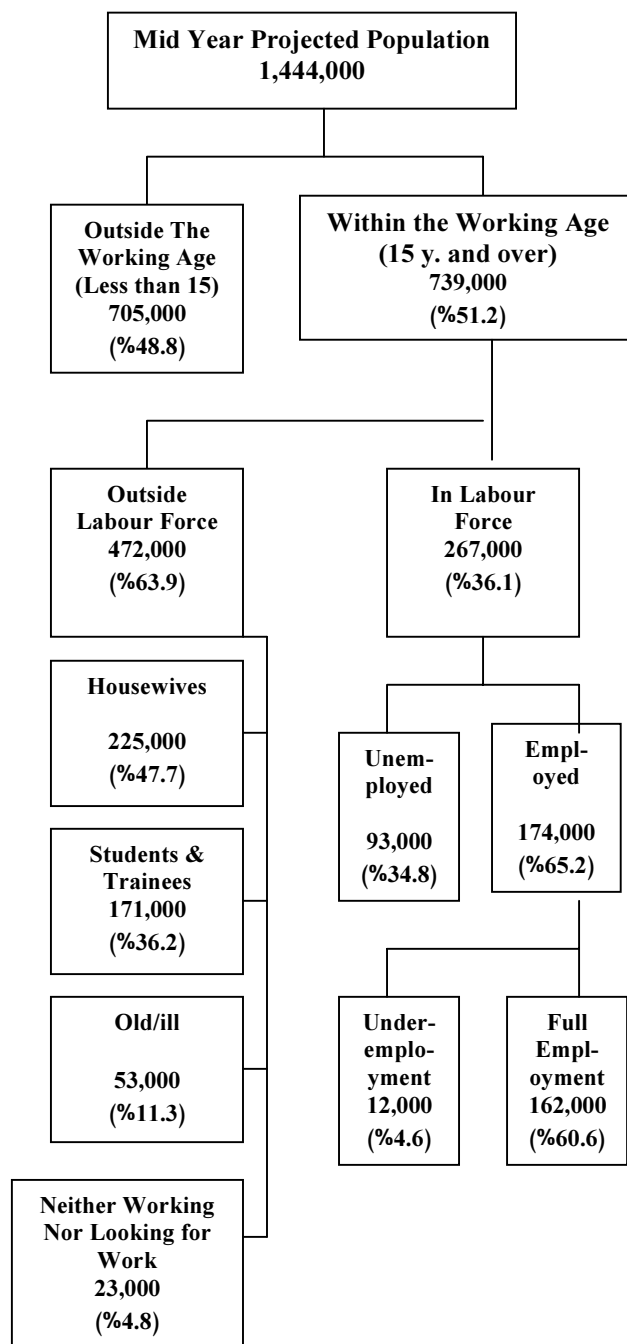 Mid Year Projected Population
1,444,000
Outside The
Working Age
(Less than 15)
705,000
(%48.8)
Within the Working Age
(15 y. and over)
739,000
(%51.2)
Outside
Labour Force
472,000
(%63.9)
In Labour
Force
267,000
(%36.1)
Housewives
225,000
(%47.7)
Students &
Trainees
171,000
(%36.2)
Old/ill
53,000
(%11.3)
Neither Working
Nor Looking for
Work
23,000
(%4.8)
Unem-
ployed
93,000
(%34.8)
Empl-
oyed
174,000
(%65.2)
Under-
emplo-
yment
12,000
(%4.6)
Full
Empl-
oyment
162,000
(%60.6)